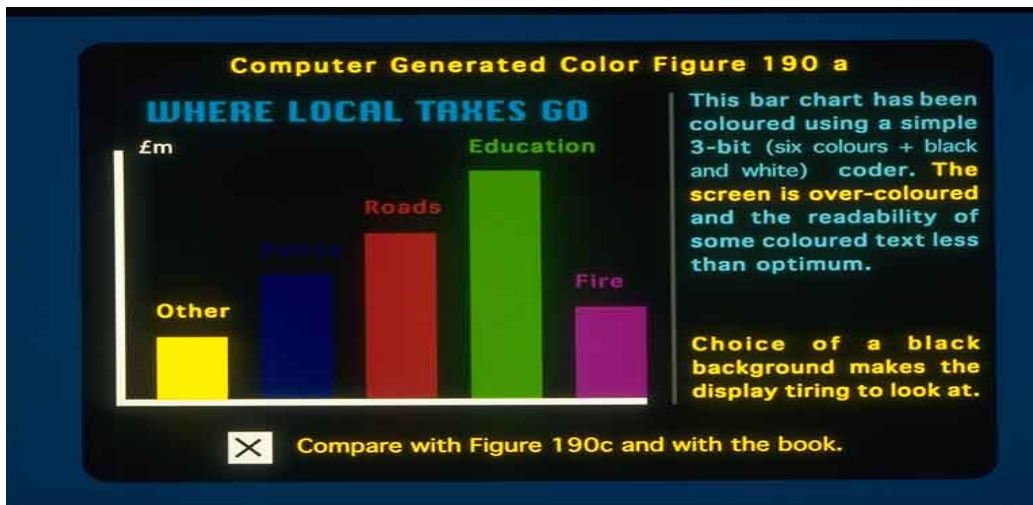 Computer Generated Color Figure 190 a
WHERE LOCAL TAXES GO
£m
Education
Roads
Other
Fire
This bar chart has been
coloured using a simple
3-bit (six colours + black
and white) coder. The
screen is over-coloured
and the readability of
some coloured text less
than optimum.
Choice of a black
background makes the
display tiring to look at.
Compare with Figure 190c and with the book.